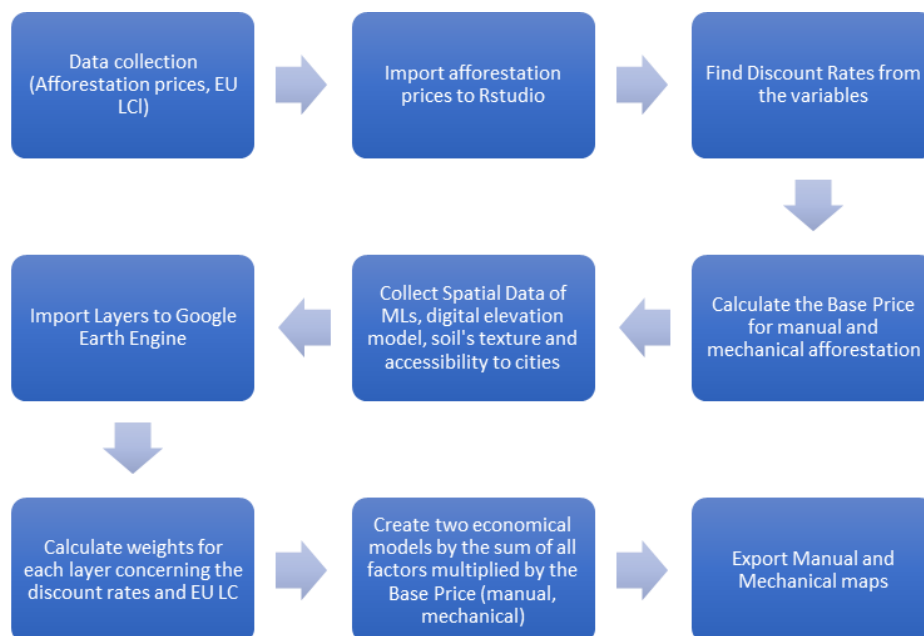 Data collection
(Afforestation prices, EU
LCl)
Import afforestation
prices to Rstudio
Find Discount Rates from
the variables
Calculate the Base Price
for manual and
mechanical afforestation
Collect Spatial Data of
MLs, digital elevation
model, soil's texture and
accessibility to cities
Import Layers to Google
Earth Engine
Calculate weights for
each layer concerning the
discount rates and EU LC
Create two economical
models by the sum of all
factors multiplied by the
Base Price (manual,
mechanical)
Export Manual and
Mechanical maps